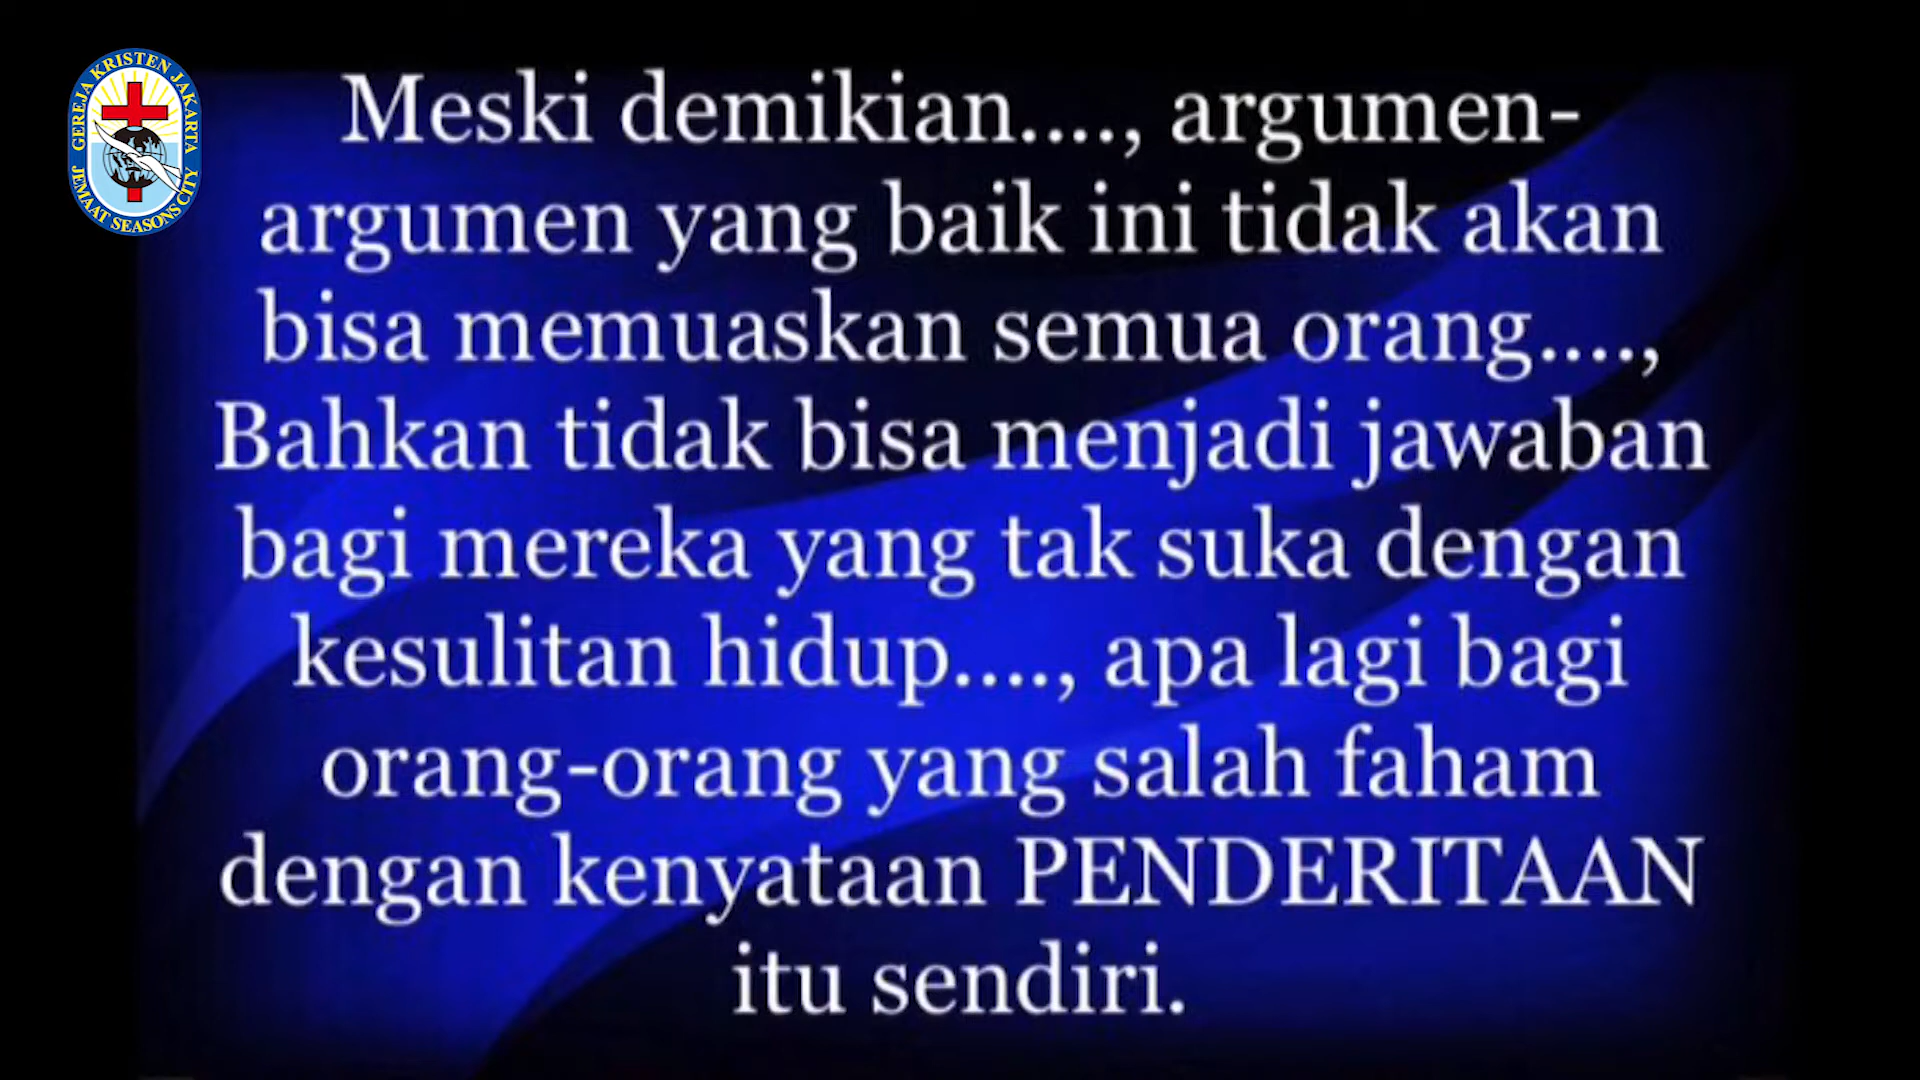 GEREJA KRISTEN JAKARTA
JEMAAT SEASONS CITY
Meski demikian...., argumen-
argumen yang baik ini tidak akan
bisa memuaskan semua orang....,
Bahkan tidak bisa menjadi jawaban
bagi mereka yang tak suka dengan
kesulitan hidup...., apa lagi bagi
orang-orang yang salah faham
dengan kenyataan PENDERITAAN
itu sendiri.